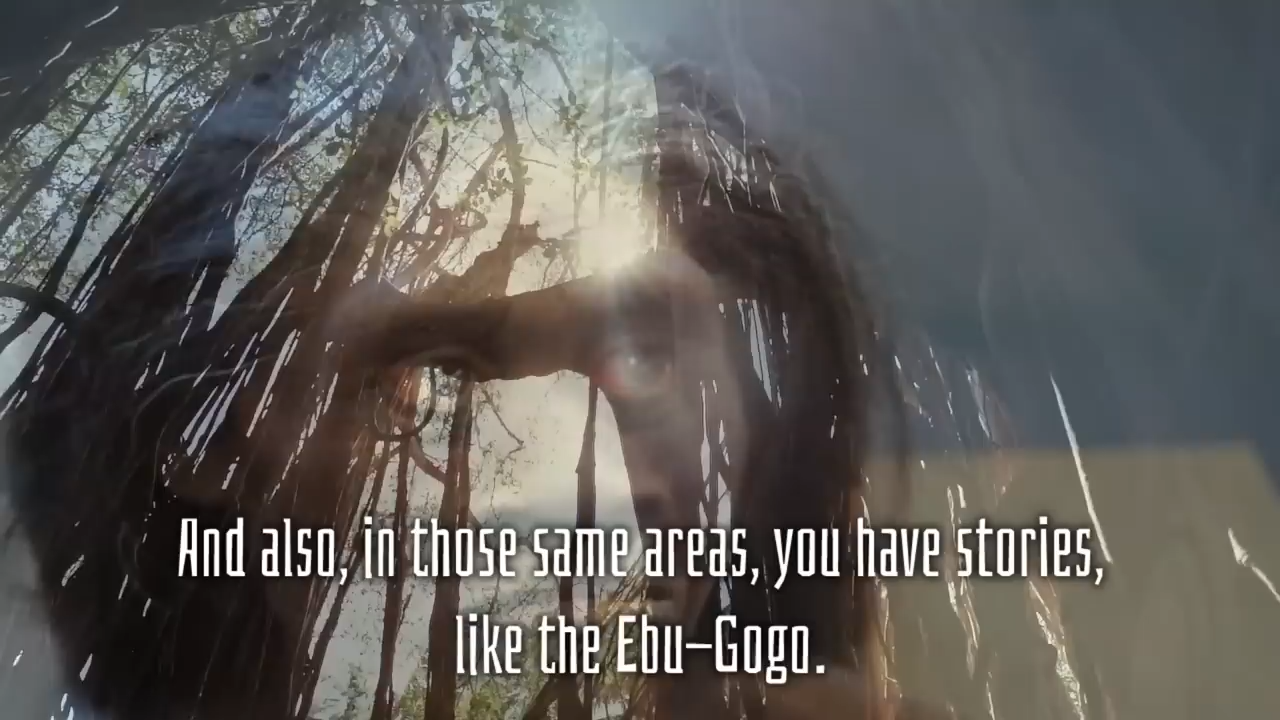 And also, in those same areas, you have stories,
like the Ebu–Gogo.